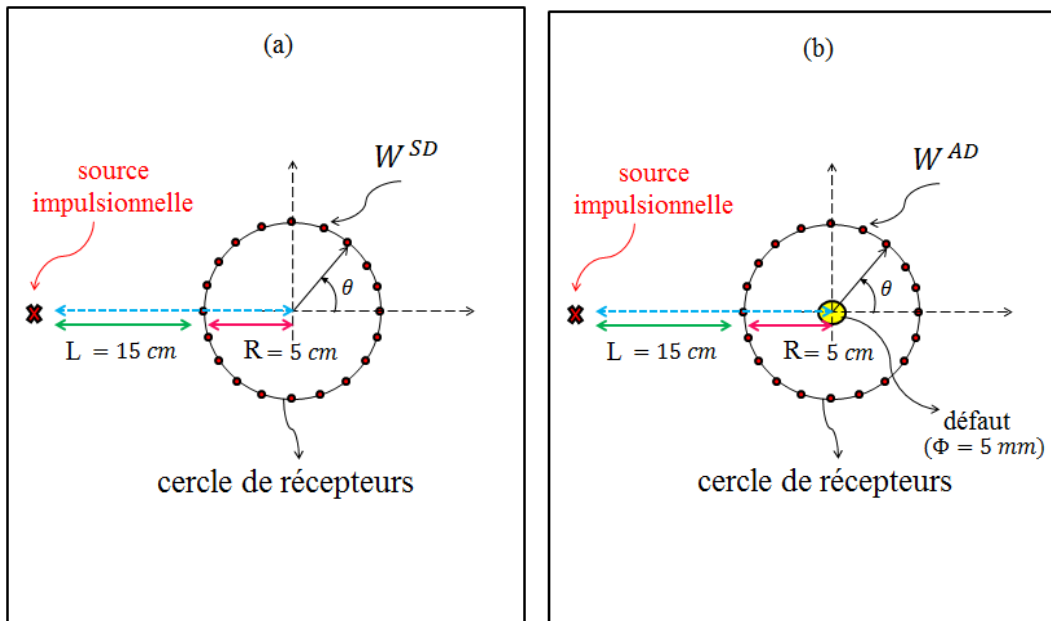 (a)
W^{SD}
source
impulsionnelle
θ
L = 15 cm
R = 5 cm
cercle de récepteurs
(b)
W^{AD}
source
impulsionnelle
θ
L = 15 cm
R = 5 cm
défaut
(Φ = 5 mm)
cercle de récepteurs